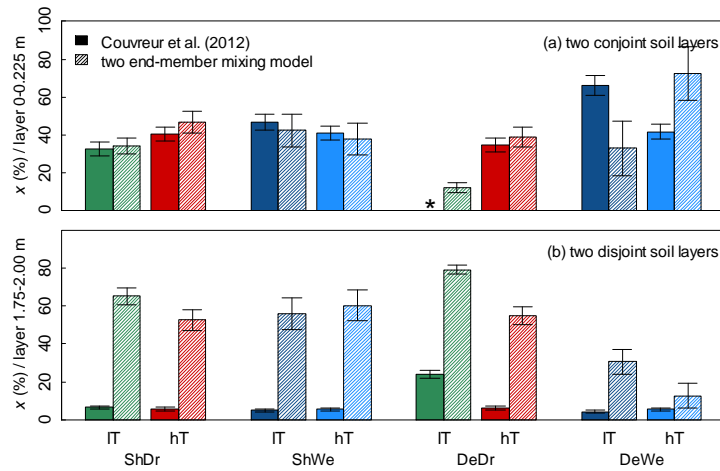 Couvreur et al. (2012)
two end-member mixing model
(a) two conjoint soil layers
x (%) / layer 0-0.225 m
100
80
60
40
20
0
*
(b) two disjoint soil layers
x (%) / layer 1.75-2.00 m
80
60
40
20
0
lT hT lT hT lT hT lT hT
ShDr ShWe DeDr DeWe